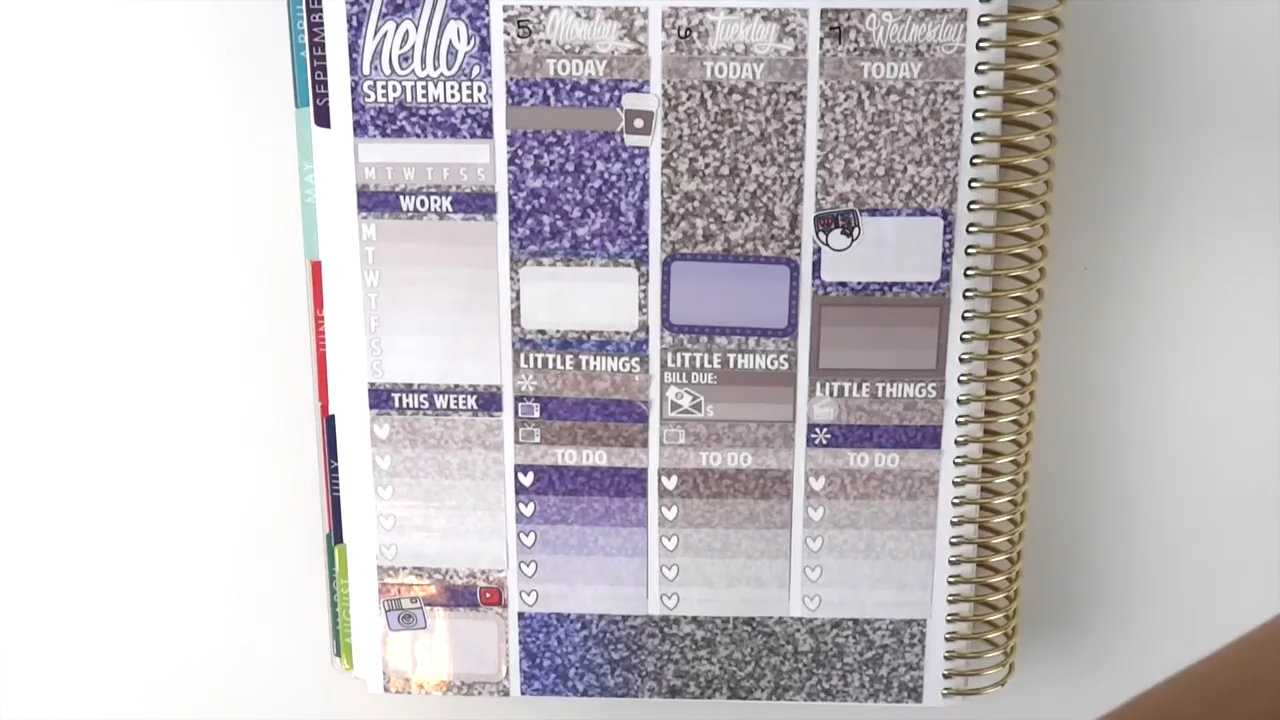 APRIL
SEPTEMBER
MAY
JUNE
JULY
MARCH
AUGUST
hello,
SEPTEMBER
M T W T F S S
WORK
M
T
W
T
F
S
S
THIS WEEK
5 Monday
TODAY
LITTLE THINGS
TO DO
6 Tuesday
TODAY
LITTLE THINGS
BILL DUE:
$
TO DO
7 Wednesday
TODAY
LITTLE THINGS
TO DO